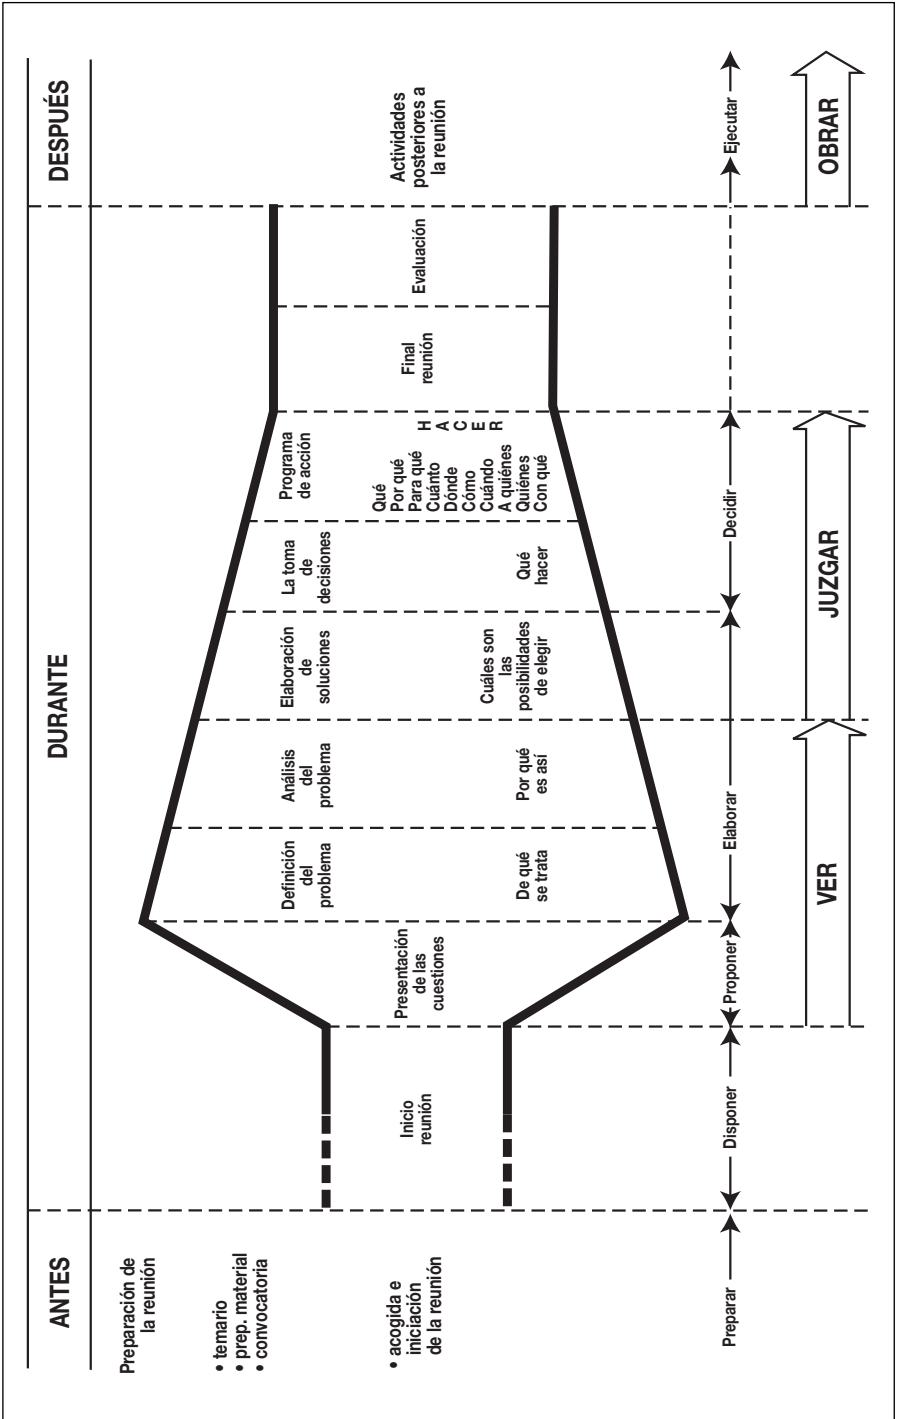 ANTES
DURANTE
DESPUÉS
Preparación de
la reunión
• temario
• prep. material
• convocatoria
• acogida e
iniciación
de la reunión
Inicio
reunión
Presentación
de las
cuestiones
Definición
del
problema
De qué
se trata
Análisis
del
problema
Por qué
es así
Elaboración
de
soluciones
Cuáles son
las
posibilidades
de elegir
La toma
de
decisiones
Qué
hacer
Programa
de acción
Qué
Por qué
Para qué
Cuánto
Dónde
Cómo
Cuándo
A quiénes
Quiénes
Con qué
HACER
Final
reunión
Evaluación
Actividades
posteriores a
la reunión
Preparar
Disponer
Proponer
Elaborar
Decidir
Ejecutar
VER
JUZGAR
OBRAR